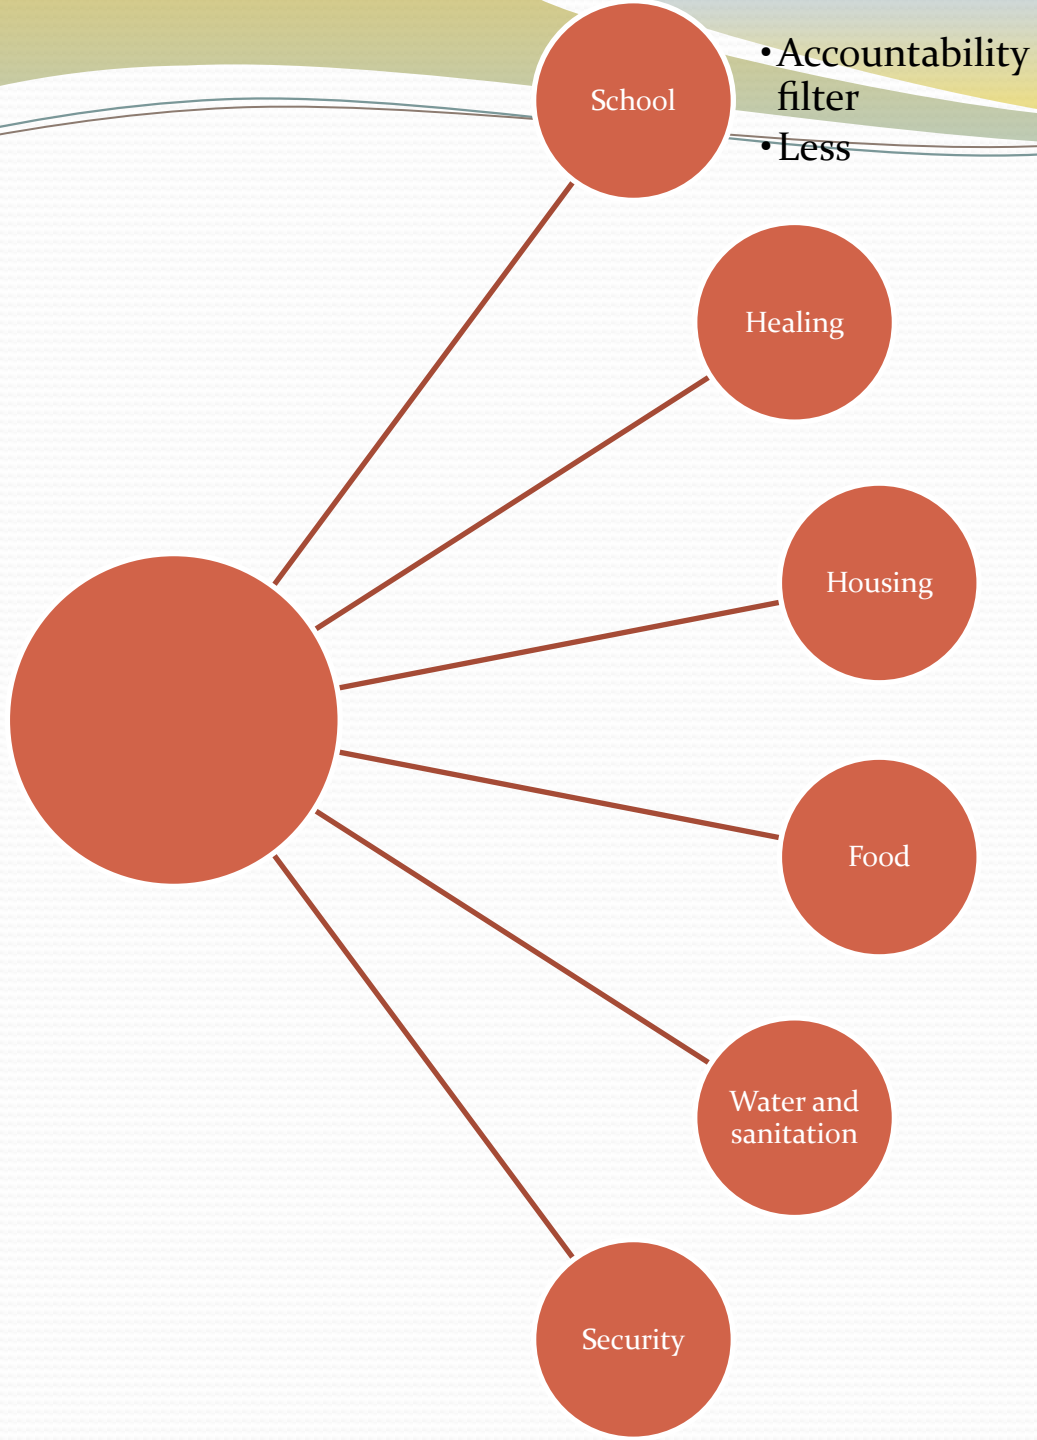 School
• Accountability
filter
• Less
Healing
Housing
Food
Water and
sanitation
Security